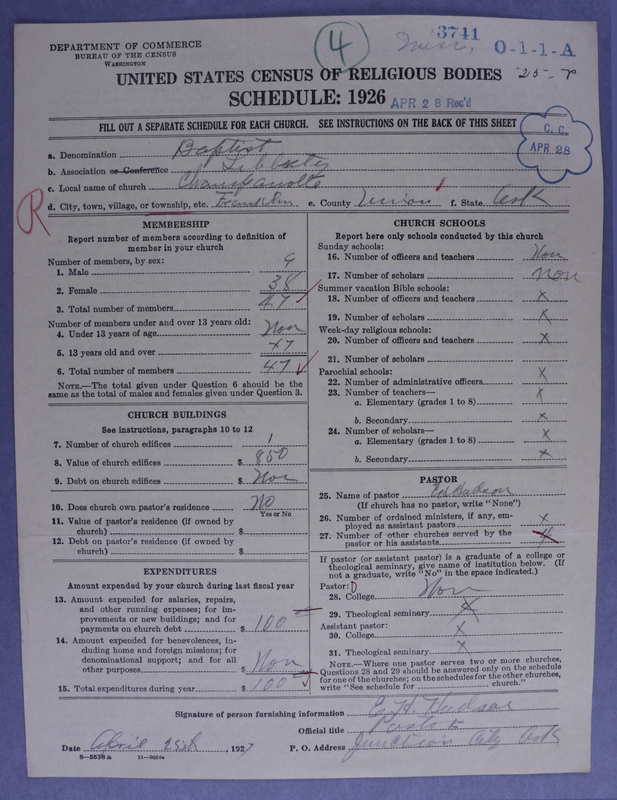 3741
4
Miss. O-1-1-A
DEPARTMENT OF COMMERCE
BUREAU OF THE CENSUS
WASHINGTON
UNITED STATES CENSUS OF RELIGIOUS BODIES
SCHEDULE: 1926 APR 28 Rec'd
FILL OUT A SEPARATE SCHEDULE FOR EACH CHURCH. SEE INSTRUCTIONS ON THE BACK OF THIS SHEET
C. C.
APR 28
a. Denomination Baptist
b. Association or Conference Liberty
c. Local name of church
d. City, town, village, or township, etc. Franklin e. County Union f. State Ark
R
MEMBERSHIP
Report number of members according to definition of member in your church
Number of members, by sex:
1. Male 9
2. Female 38
3. Total number of members 47
Number of members under and over 13 years old:
4. Under 13 years of age Non
5. 13 years old and over 47
6. Total number of members 47
NOTE.—The total given under Question 6 should be the
same as the total of males and females given under Question 3.
CHURCH BUILDINGS
See instructions, paragraphs 10 to 12
7. Number of church edifices 1
8. Value of church edifices $ 850
9. Debt on church edifices $ Non
10. Does church own pastor's residence No
Yes or No
11. Value of pastor's residence (if owned by
church) $
12. Debt on pastor's residence (if owned by
church) $
EXPENDITURES
Amount expended by your church during last fiscal year
13. Amount expended for salaries, repairs,
and other running expenses; for im-
provements or new buildings; and for
payments on church debt $ 100
14. Amount expended for benevolences, in-
cluding home and foreign missions; for
denominational support; and for all
other purposes $ Non
15. Total expenditures during year $ 100
CHURCH SCHOOLS
Report here only schools conducted by this church
Sunday schools:
16. Number of officers and teachers Non
17. Number of scholars non
Summer vacation Bible schools:
18. Number of officers and teachers x
19. Number of scholars x
Week-day religious schools:
20. Number of officers and teachers x
21. Number of scholars
Parochial schools:
22. Number of administrative officers x
23. Number of teachers—
a. Elementary (grades 1 to 8) x
b. Secondary x
24. Number of scholars—
a. Elementary (grades 1 to 8) x
b. Secondary x
PASTOR
25. Name of pastor Ed Hudson
(If church has no pastor, write "None")
26. Number of ordained ministers, if any, em-
ployed as assistant pastors x
27. Number of other churches served by the
pastor or his assistants
If pastor (or assistant pastor) is a graduate of a college or
theological seminary, give name of institution below. (If
not a graduate, write "No" in the space indicated.)
Pastor:
28. College Non
29. Theological seminary x
Assistant pastor:
30. College x
31. Theological seminary x
NOTE.—Where one pastor serves two or more churches,
Questions 28 and 29 should be answered only on the schedule
for one of the churches; on the schedules for the other churches,
write "See schedule for church."
Signature of person furnishing information E H Hudson
Official title Pastor
Date April 25th, 1927 P. O. Address Junction City Ark
8-5538 a 11-9654a